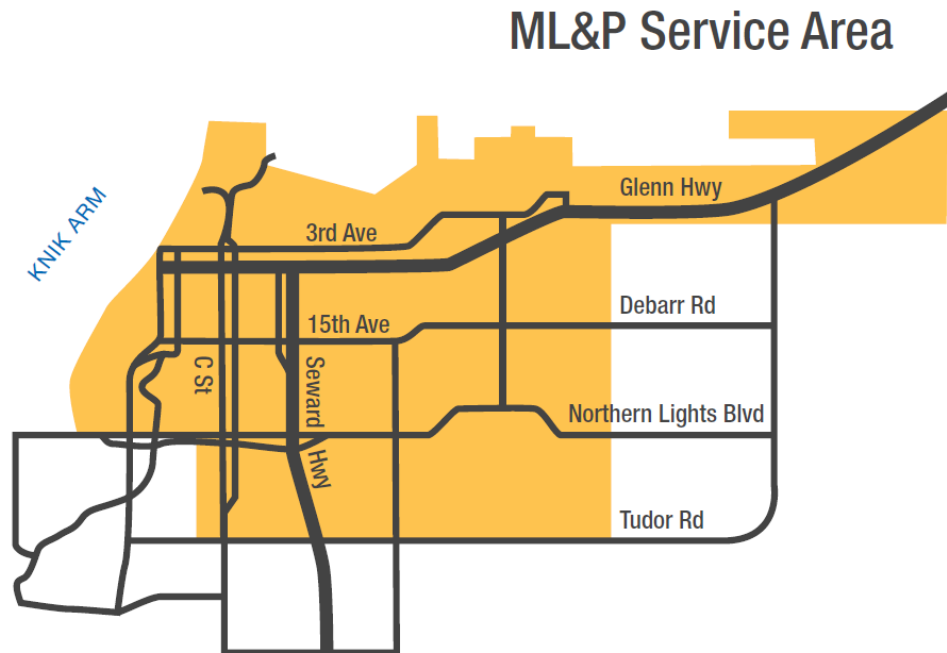 ML&P Service Area
KNIK ARM
Glenn Hwy
3rd Ave
Debarr Rd
15th Ave
C St
Seward
Hwy
Northern Lights Blvd
Tudor Rd